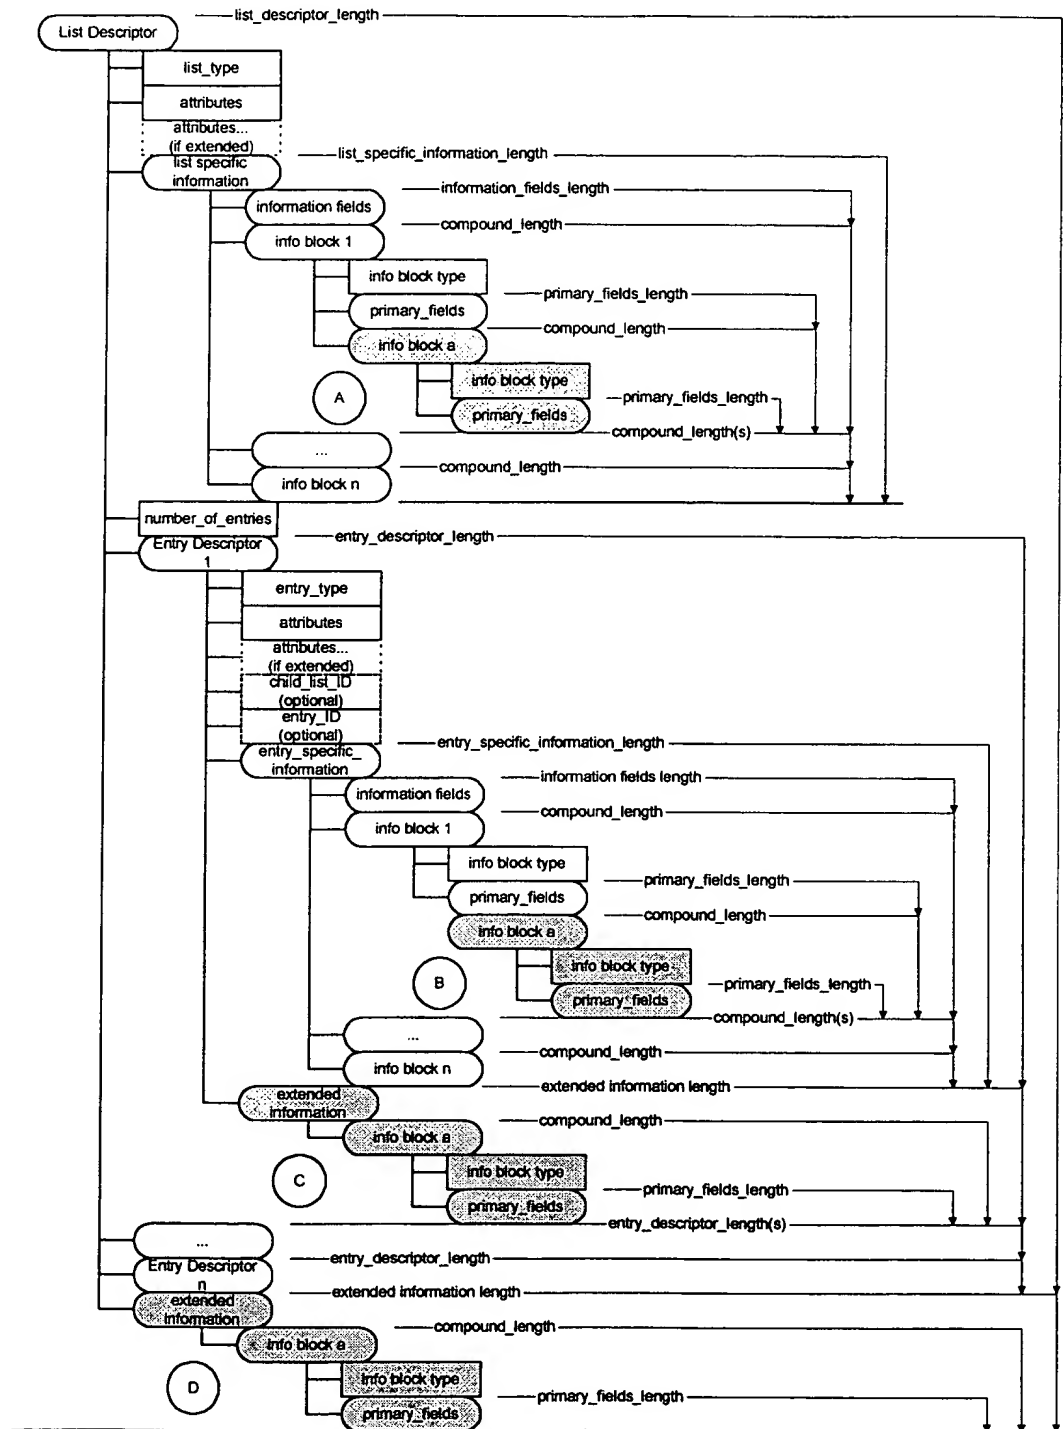 list_descriptor_length
List Descriptor
list_type
attributes
attributes...
(if extended)
list specific
information
list_specific_information_length
information_fields_length
information fields
compound_length
info block 1
info block type
primary_fields_length
primary_fields
compound_length
info block a
info block type
A
primary_fields_length
primary_fields
compound_length(s)
...
compound_length
info block n
number_of_entries
entry_descriptor_length
Entry Descriptor
1
entry_type
attributes
attributes...
(if extended)
child_list_ID
(optional)
entry_ID
(optional)
entry_specific_
information
entry_specific_information_length
information fields length
information fields
compound_length
info block 1
info block type
primary_fields_length
primary_fields
compound_length
info block a
info block type
B
primary_fields_length
primary_fields
compound_length(s)
...
compound_length
info block n
extended information length
extended
information
compound_length
info block a
info block type
C
primary_fields_length
primary_fields
entry_descriptor_length(s)
...
entry_descriptor_length
Entry Descriptor
n
extended information length
extended
information
compound_length
info block a
info block type
D
primary_fields_length
primary_fields